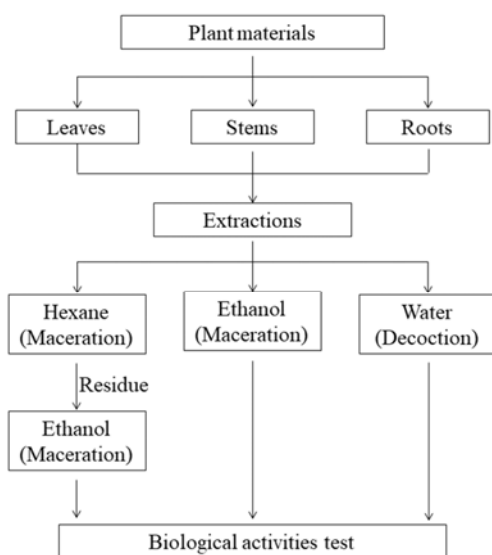 Plant materials
Leaves
Stems
Roots
Extractions
Hexane
(Maceration)
Ethanol
(Maceration)
Water
(Decoction)
Residue
Ethanol
(Maceration)
Biological activities test